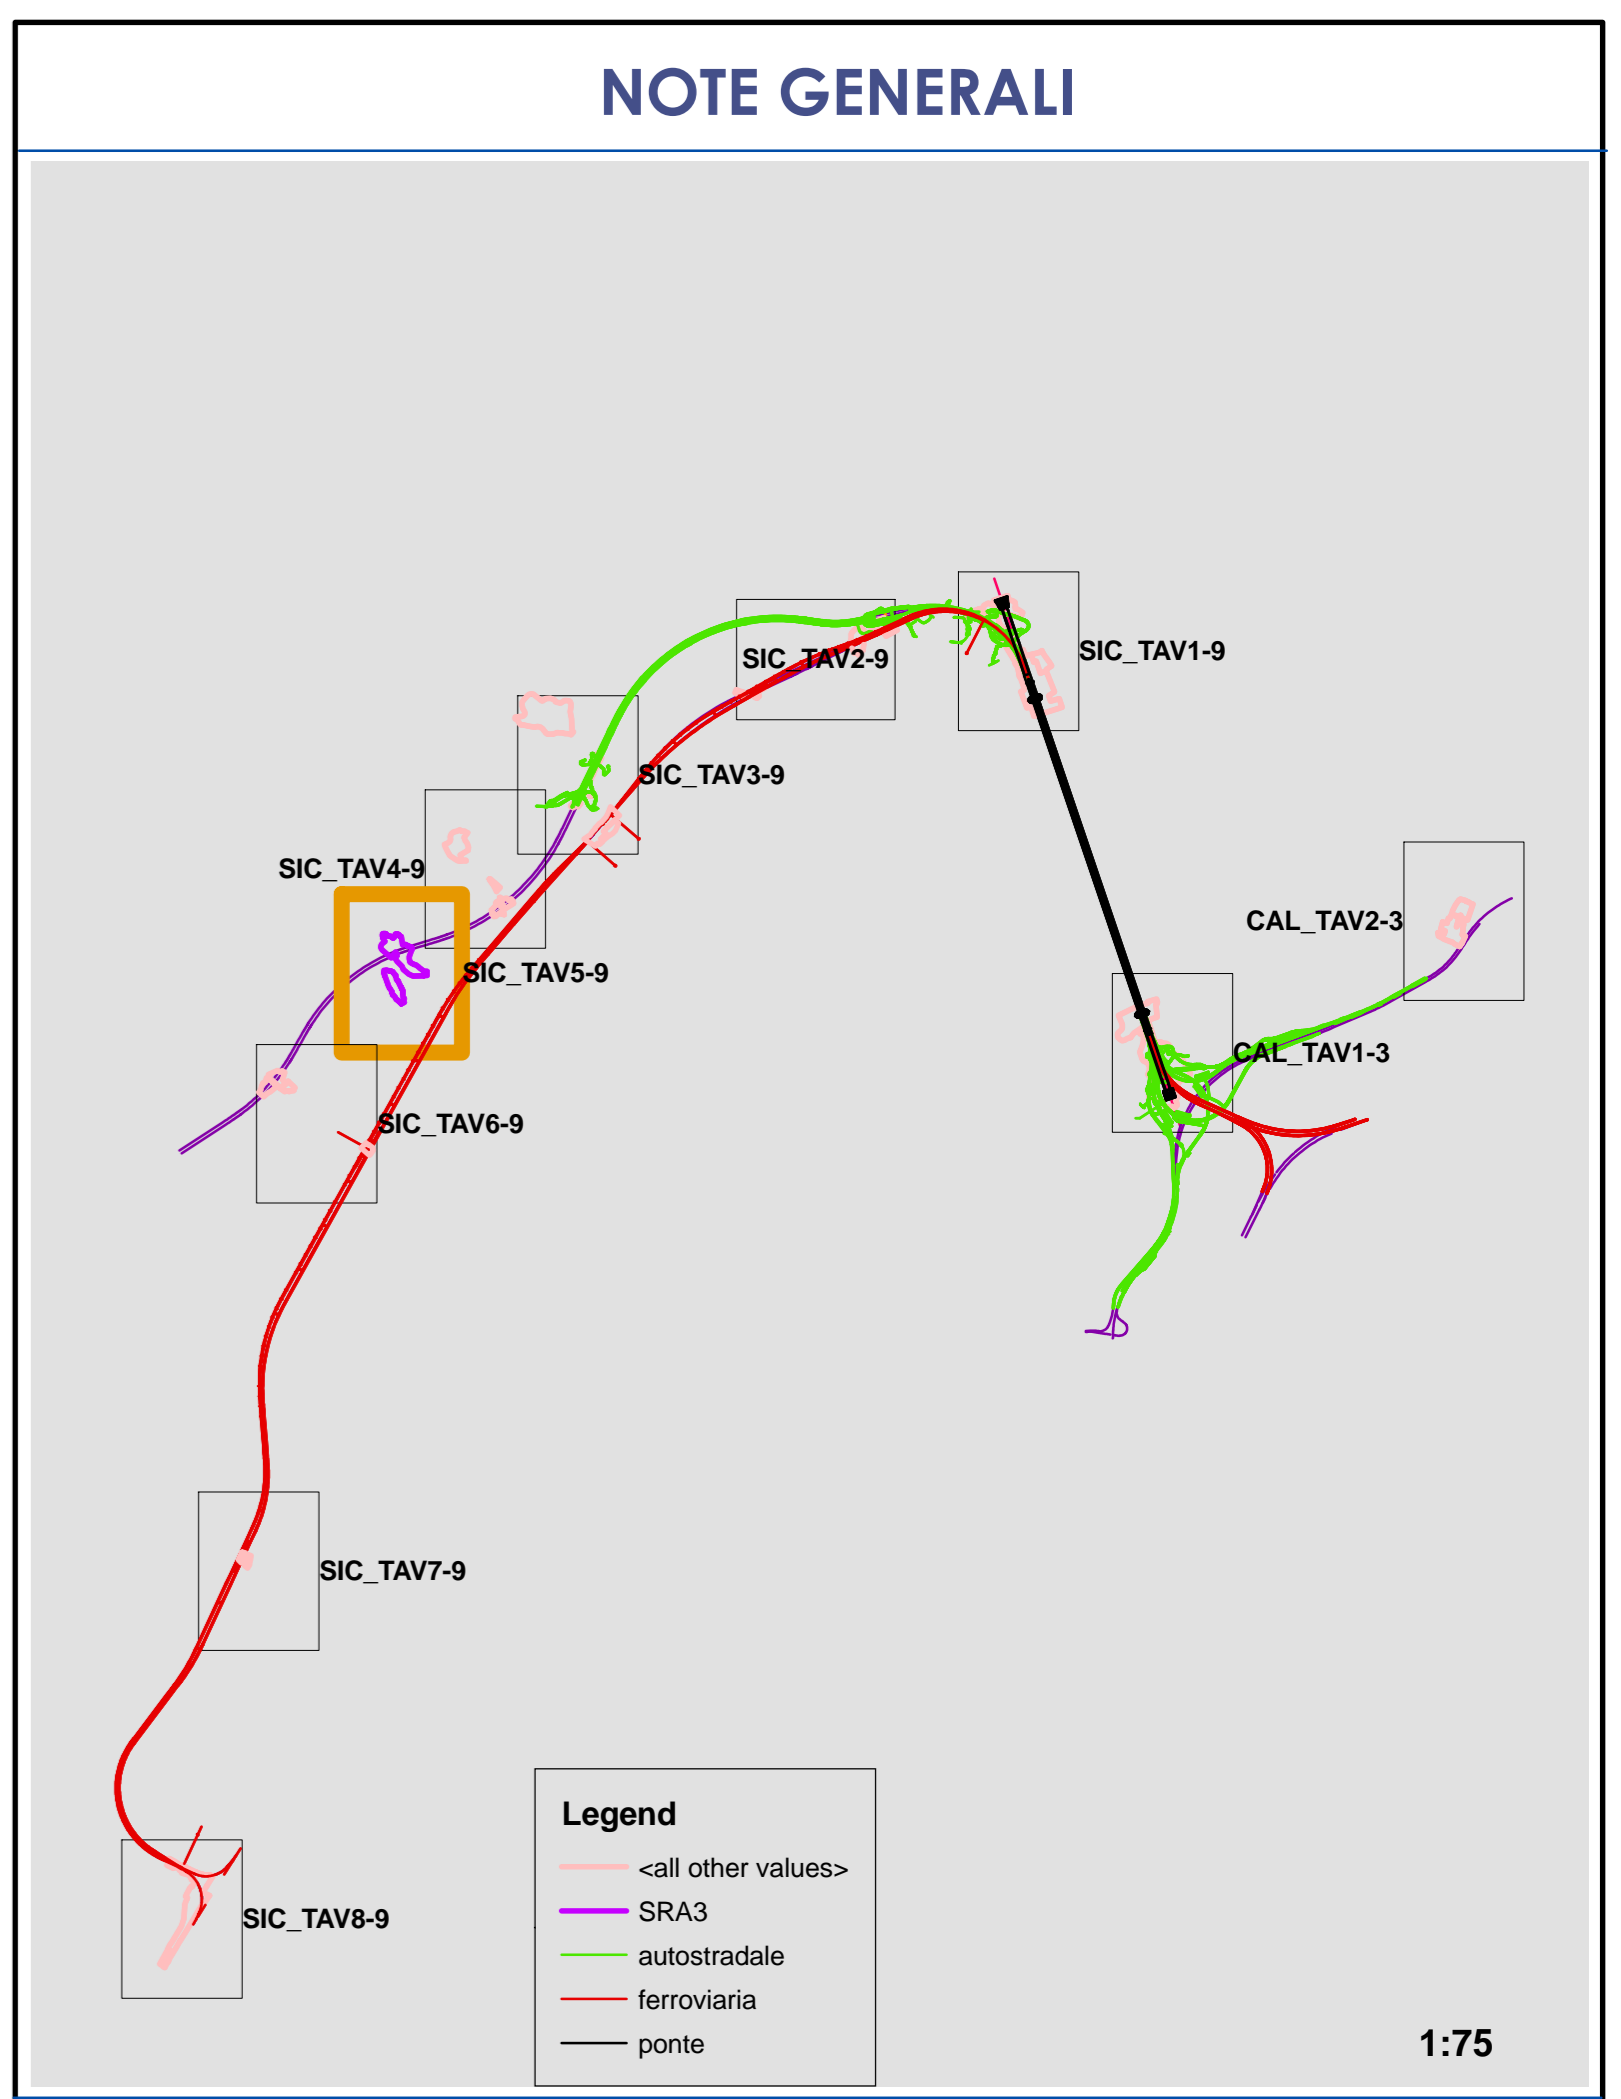 NOTE GENERALI
SIC_TAV1-9
SIC_TAV2-9
SIC_TAV3-9
SIC_TAV4-9
CAL_TAV2-3
SIC_TAV5-9
CAL_TAV1-3
SIC_TAV6-9
SIC_TAV7-9
SIC_TAV8-9
Legend
<all other values>
SRA3
autostradale
ferroviaria
ponte
1:75